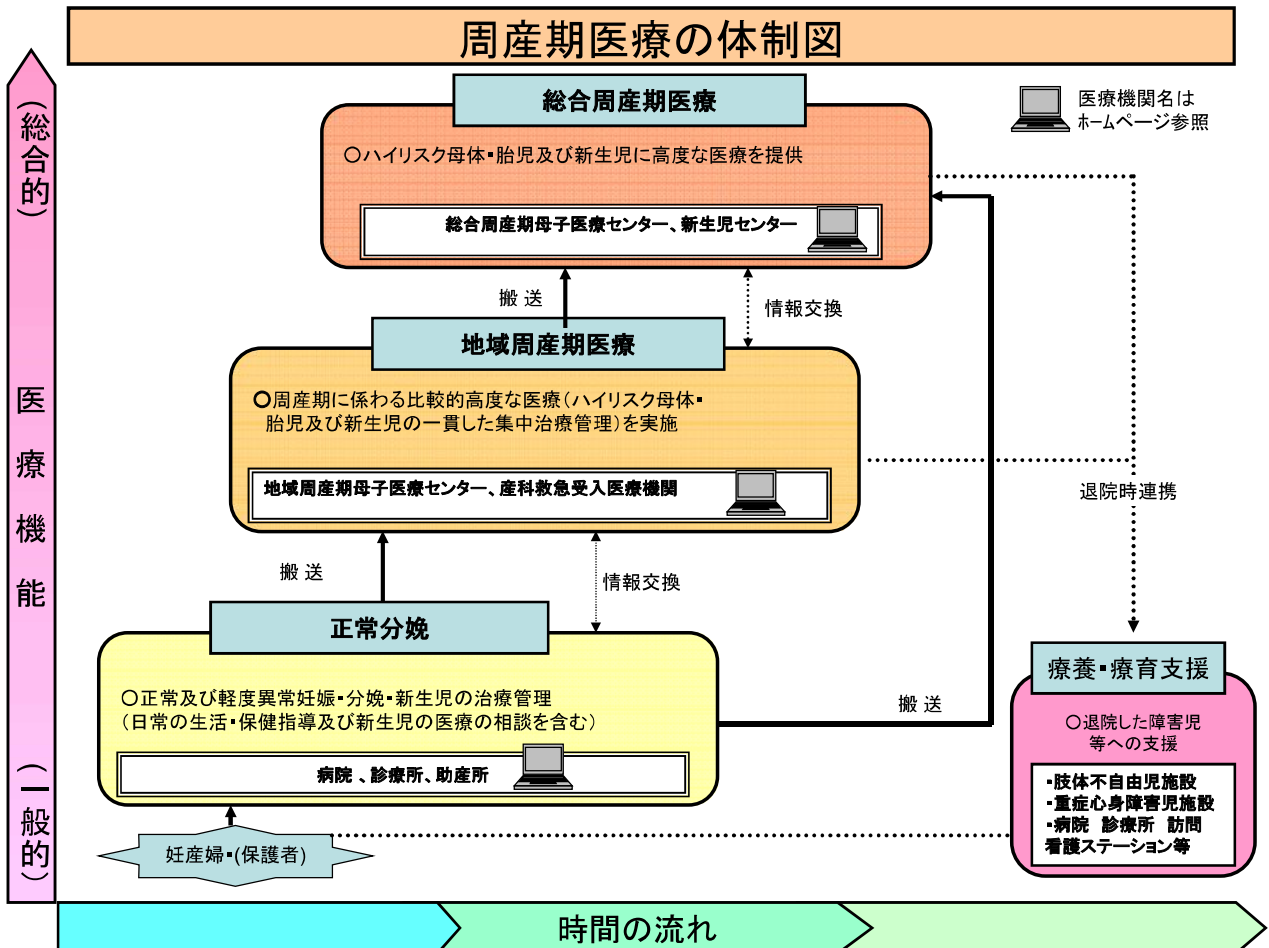 周産期医療の体制図
(総合的)
医療機能
(一般的)
医療機関名は
ホームページ参照
総合周産期医療
○ハイリスク母体・胎児及び新生児に高度な医療を提供
総合周産期母子医療センター、新生児センター
搬 送
情報交換
地域周産期医療
○周産期に係わる比較的高度な医療(ハイリスク母体・
胎児及び新生児の一貫した集中治療管理)を実施
地域周産期母子医療センター、産科救急受入医療機関
退院時連携
搬 送
情報交換
正常分娩
○正常及び軽度異常妊娠・分娩・新生児の治療管理
(日常の生活・保健指導及び新生児の医療の相談を含む)
病院 、診療所、助産所
搬 送
妊産婦・(保護者)
療養・療育支援
○退院した障害児
等への支援
・肢体不自由児施設
・重症心身障害児施設
・病院 診療所 訪問
看護ステーション等
時間の流れ